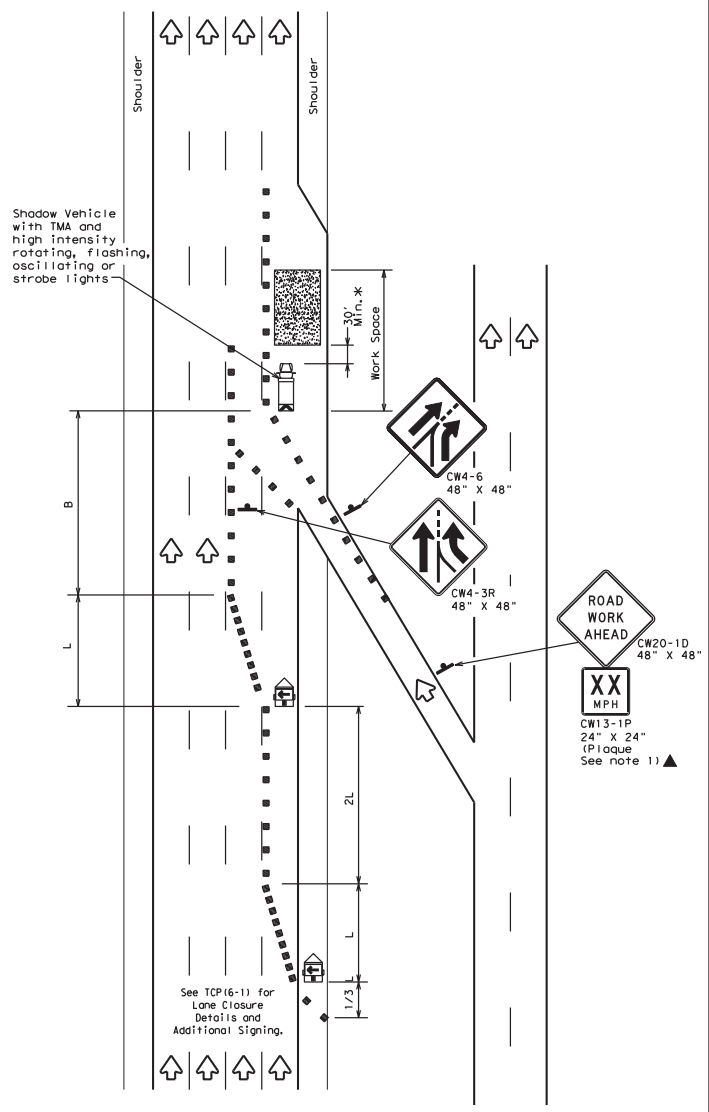 Shoulder
Shoulder
Shadow Vehicle
with TMA and
high intensity
rotating, flashing,
oscillating or
strobe lights
30'
Min.*
Work Space
CW4-6
48" X 48"
B
CW4-3R
48" X 48"
ROAD
WORK
AHEAD
CW20-1D
48" X 48"
XX
MPH
CW13-1P
24" X 24"
(Plaque
See note 1) ▲
L
2L
L
1/3 L
See TCP(6-1) for
Lane Closure
Details and
Additional Signing.